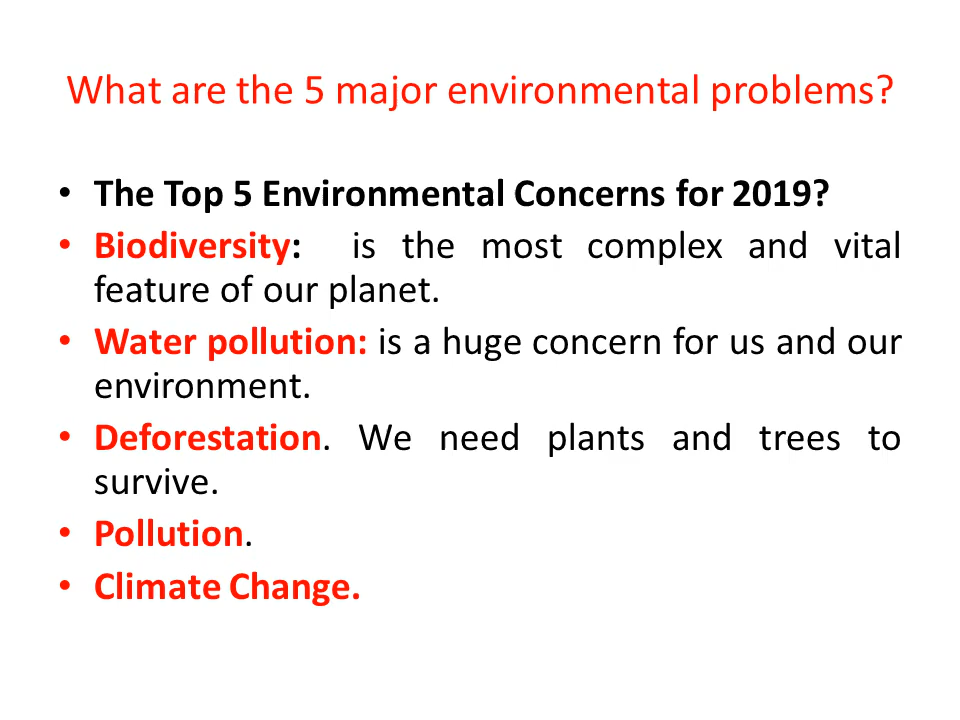 What are the 5 major environmental problems?
• The Top 5 Environmental Concerns for 2019?
• Biodiversity: is the most complex and vital
feature of our planet.
• Water pollution: is a huge concern for us and our
environment.
• Deforestation. We need plants and trees to
survive.
• Pollution.
• Climate Change.